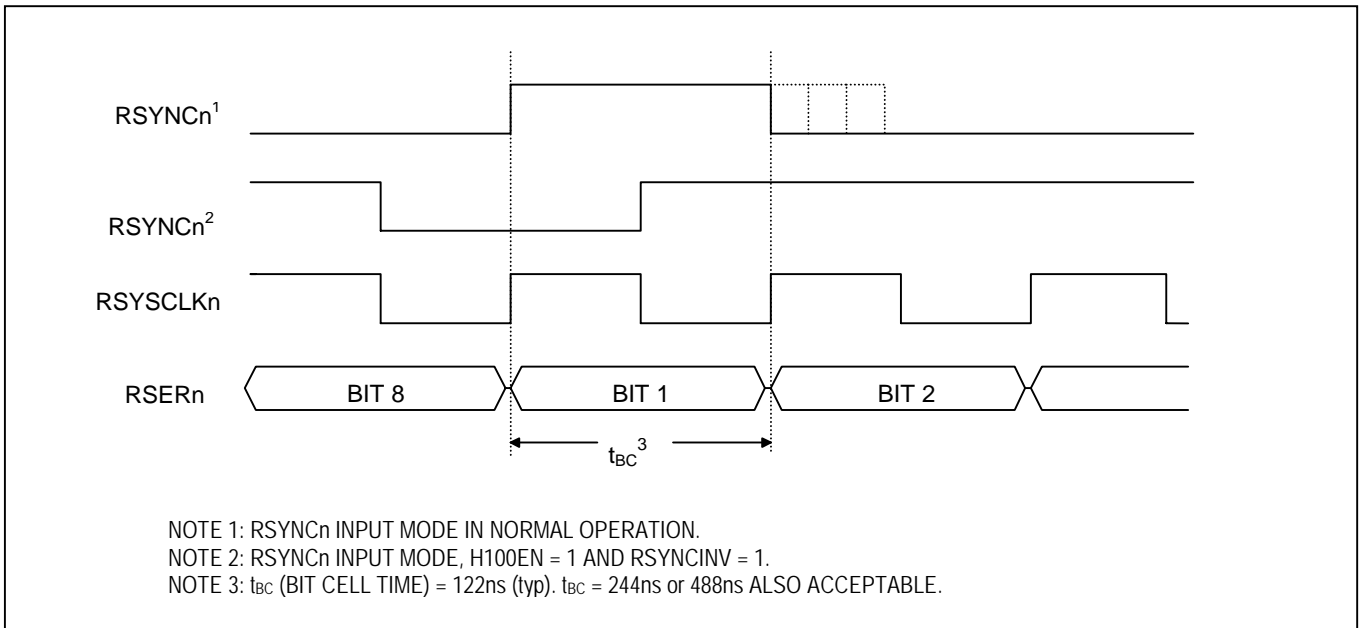 RSYNCn¹
RSYNCn²
RSYSCLKn
RSERn BIT 8 BIT 1 BIT 2
tBC³
NOTE 1: RSYNCn INPUT MODE IN NORMAL OPERATION.
NOTE 2: RSYNCn INPUT MODE, H100EN = 1 AND RSYNCINV = 1.
NOTE 3: tBC (BIT CELL TIME) = 122ns (typ). tBC = 244ns or 488ns ALSO ACCEPTABLE.